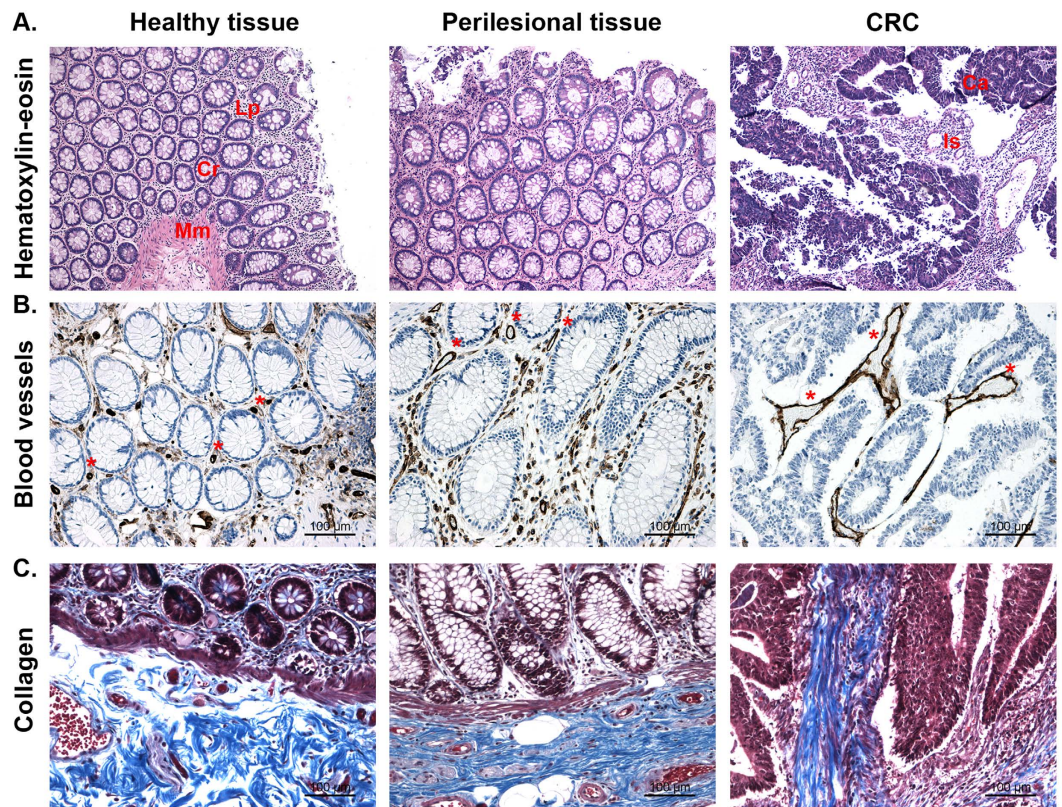 A.
Healthy tissue
Perilesional tissue
CRC
Hematoxylin-eosin
Lp
Cr
Mm
Ca
Is
B.
Blood vessels
*
*
*
*
*
*
*
*
*
100 µm
100 µm
100 µm
C.
Collagen
100 µm
100 µm
100 µm